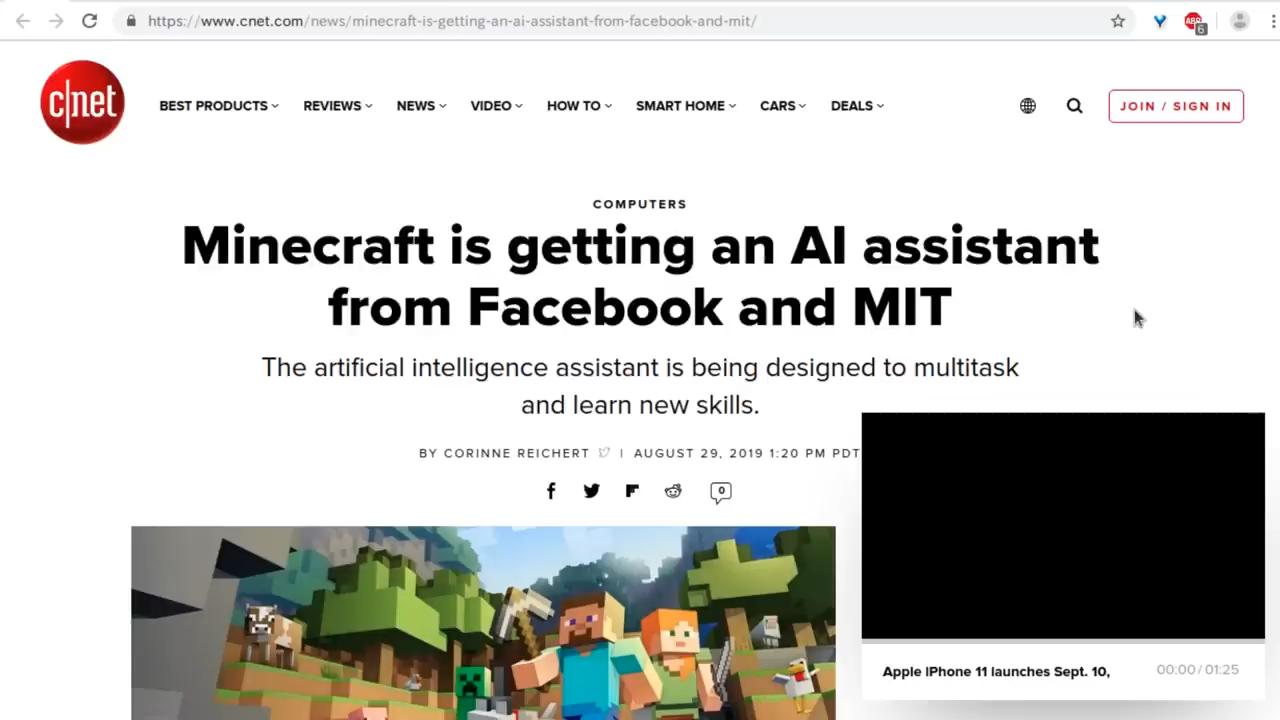 https://www.cnet.com/news/minecraft-is-getting-an-ai-assistant-from-facebook-and-mit/
ABP
6
c|net
BEST PRODUCTS REVIEWS NEWS VIDEO HOW TO SMART HOME CARS DEALS
JOIN / SIGN IN
COMPUTERS
Minecraft is getting an AI assistant
from Facebook and MIT
The artificial intelligence assistant is being designed to multitask
and learn new skills.
BY CORINNE REICHERT | AUGUST 29, 2019 1:20 PM PDT
0
Apple iPhone 11 launches Sept. 10,
00:00 / 01:25